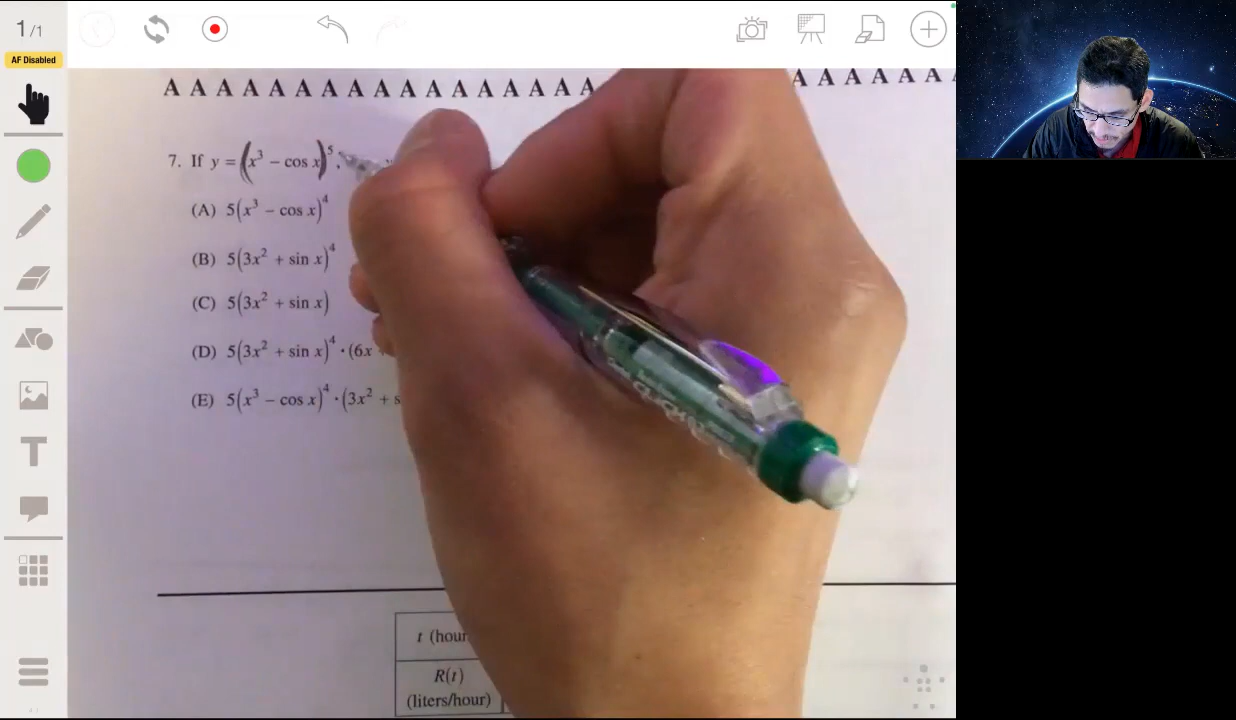 1/1
AF Disabled
A A A A A A A A A A A A A A A A A A A A A A A
7. If y = (x³ – cos x)⁵,
(A) 5(x³ – cos x)⁴
(B) 5(3x² + sin x)⁴
(C) 5(3x² + sin x)
(D) 5(3x² + sin x)⁴ · (6x +
(E) 5(x³ – cos x)⁴ · (3x² + s
t (hour
R(t)
(liters/hour)
T